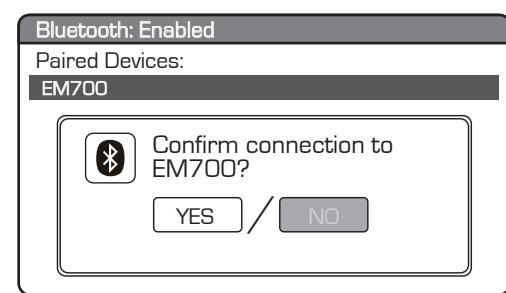 Bluetooth: Enabled
Paired Devices:
EM700
Confirm connection to
EM700?
YES / NO